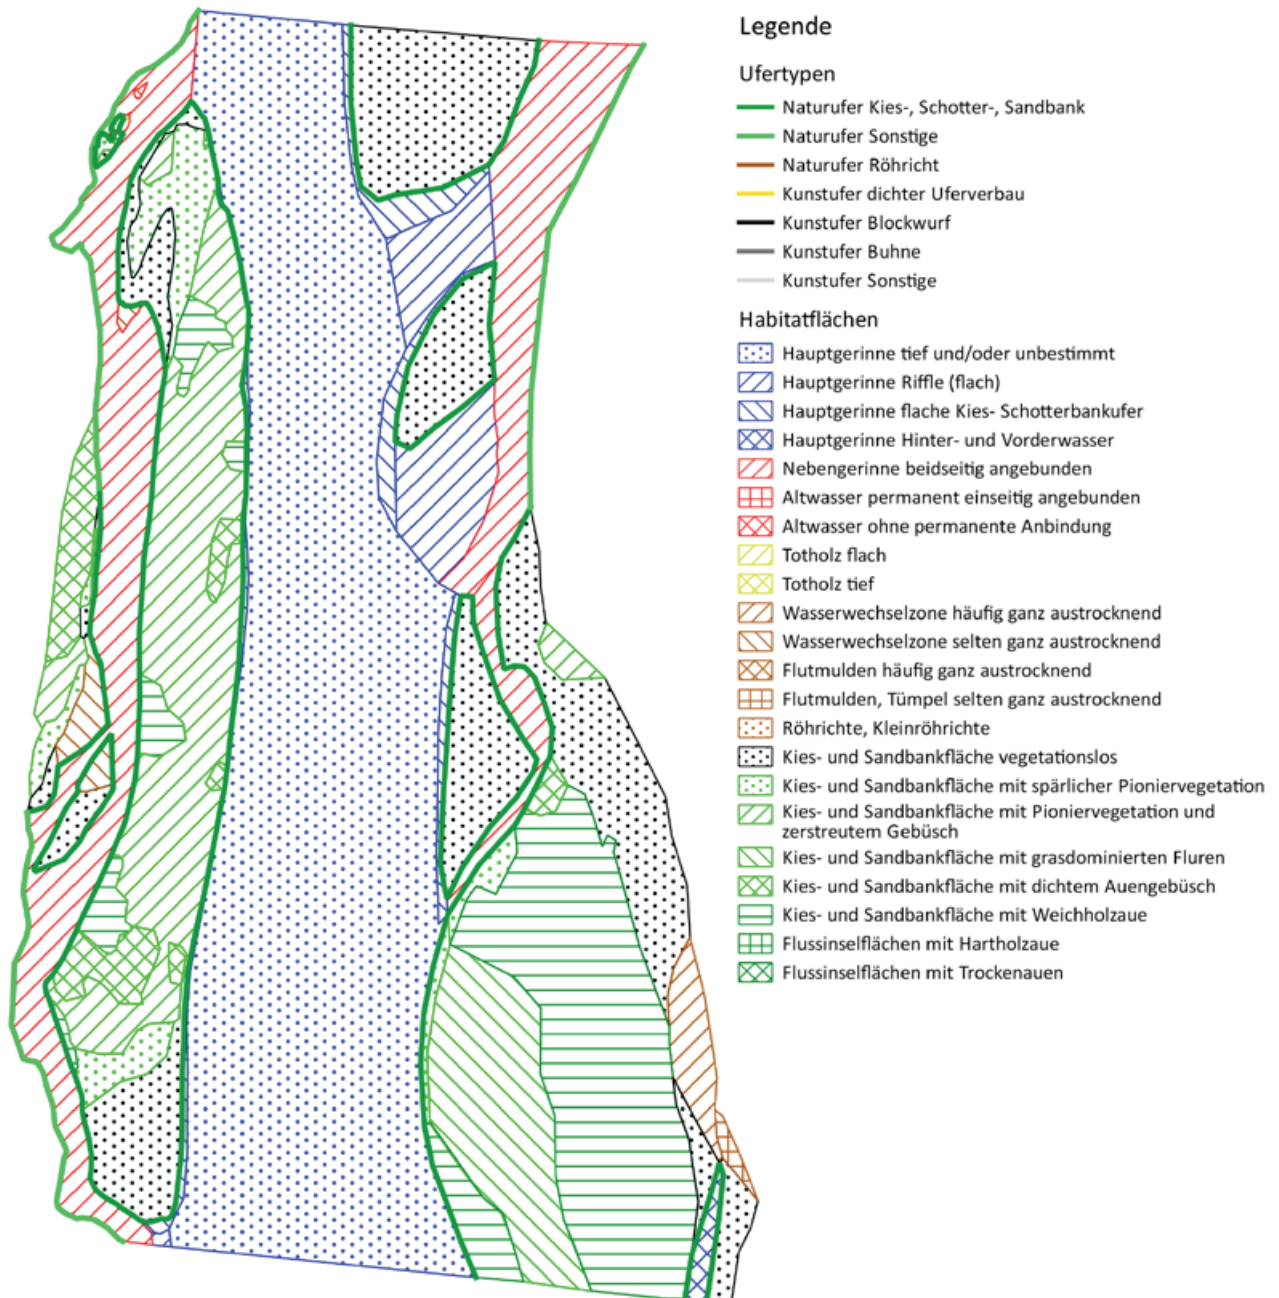 Legende
Ufertypen
Naturufer Kies-, Schotter-, Sandbank
Naturufer Sonstige
Naturufer Röhricht
Kunstufer dichter Uferverbau
Kunstufer Blockwurf
Kunstufer Buhne
Kunstufer Sonstige
Habitatflächen
Hauptgerinne tief und/oder unbestimmt
Hauptgerinne Riffle (flach)
Hauptgerinne flache Kies- Schotterbankufer
Hauptgerinne Hinter- und Vorderwasser
Nebengerinne beidseitig angebunden
Altwasser permanent einseitig angebunden
Altwasser ohne permanente Anbindung
Totholz flach
Totholz tief
Wasserwechselzone häufig ganz austrocknend
Wasserwechselzone selten ganz austrocknend
Flutmulden häufig ganz austrocknend
Flutmulden, Tümpel selten ganz austrocknend
Röhrichte, Kleinröhrichte
Kies- und Sandbankfläche vegetationslos
Kies- und Sandbankfläche mit spärlicher Pioniervegetation
Kies- und Sandbankfläche mit Pioniervegetation und
zerstreutem Gebüsch
Kies- und Sandbankfläche mit grasdominierten Fluren
Kies- und Sandbankfläche mit dichtem Auengebüsch
Kies- und Sandbankfläche mit Weichholzaue
Flussinselflächen mit Hartholzaue
Flussinselflächen mit Trockenauen